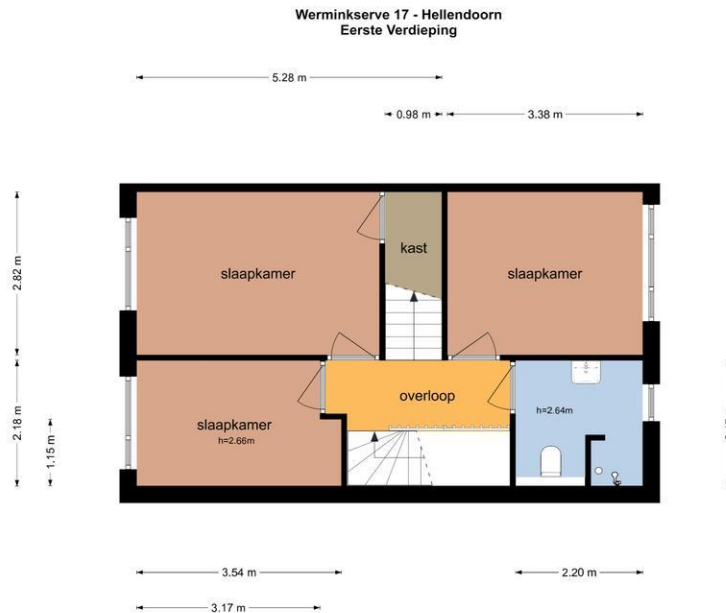 Werminkserve 17 - Hellendoorn
Eerste Verdieping
5.28 m
0.98 m
3.38 m
2.82 m
kast
slaapkamer
slaapkamer
overloop
slaapkamer
h=2.66m
h=2.64m
2.18 m
1.15 m
3.54 m
2.20 m
3.17 m